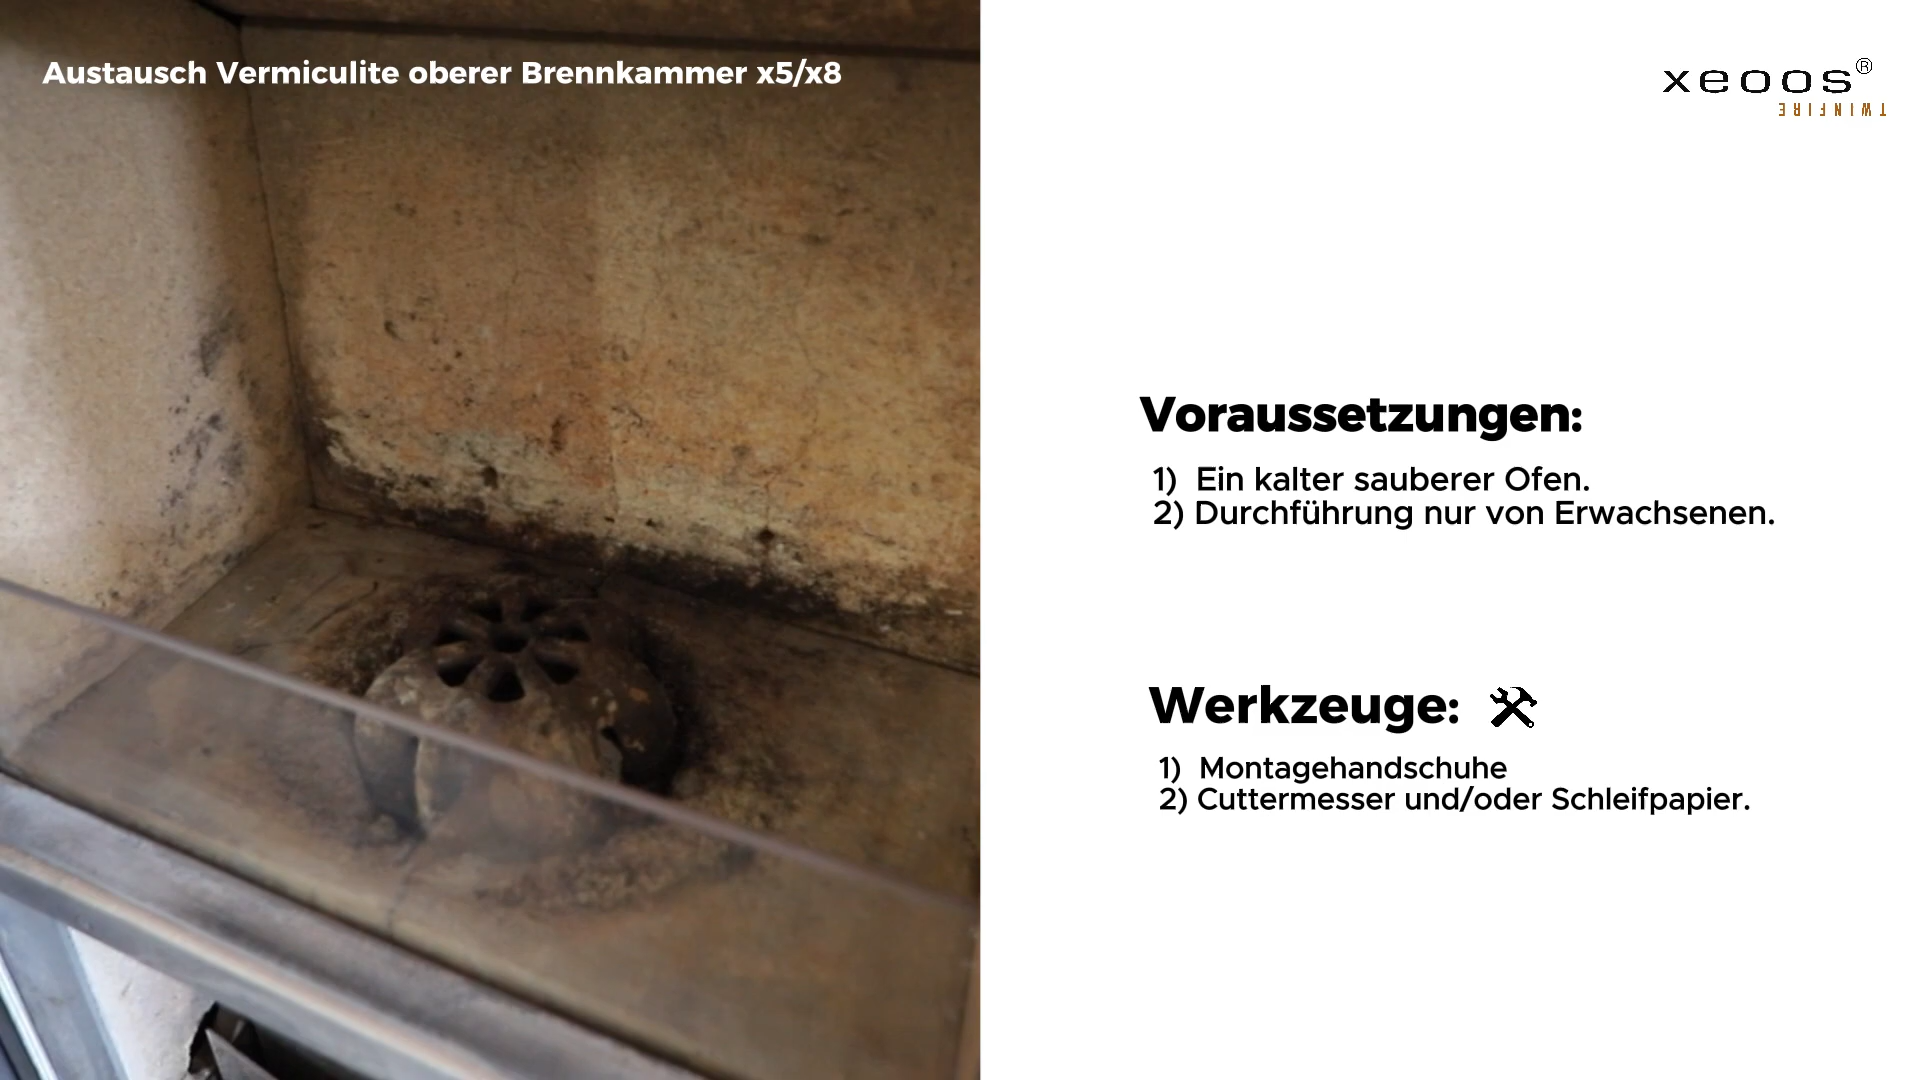 Austausch Vermiculite oberer Brennkammer x5/x8
xeoos®
TWINFIRE
Voraussetzungen:
1) Ein kalter sauberer Ofen.
2) Durchführung nur von Erwachsenen.
Werkzeuge:
1) Montagehandschuhe
2) Cuttermesser und/oder Schleifpapier.